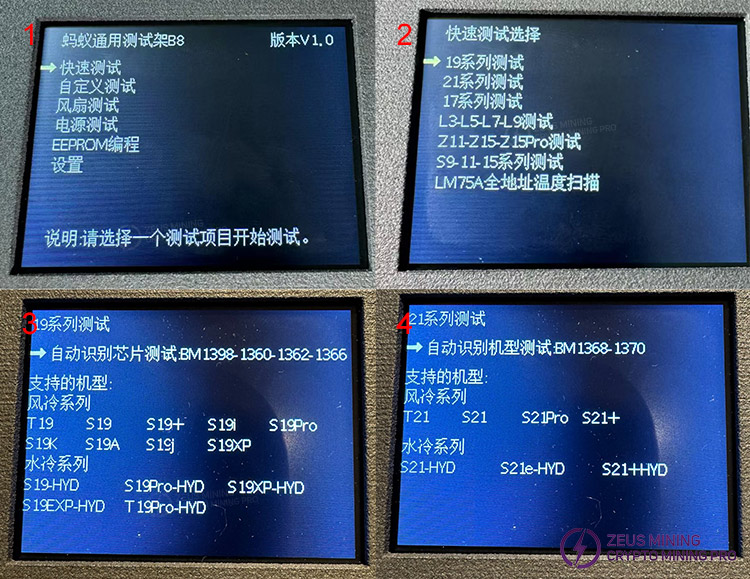 1
蚂蚁通用测试架B8 版本V1.0
快速测试
自定义测试
风扇测试
电源测试
EEPROM编程
设置
说明:请选择一个测试项目开始测试。
2
快速测试选择
19系列测试
21系列测试
17系列测试
L3-L5-L7-L9测试
Z11-Z15-Z15Pro测试
S9-11-15系列测试
LM75A全地址温度扫描
3
19系列测试
自动识别芯片测试:BM1398-1360-1362-1366
支持的机型:
风冷系列
T19 S19 S19+ S19i S19Pro
S19K S19A S19j S19XP
水冷系列
S19-HYD S19Pro-HYD S19XP-HYD
S19EXP-HYD T19Pro-HYD
4
21系列测试
自动识别机型测试:BM1368-1370
支持的机型:
风冷系列
T21 S21 S21Pro S21+
水冷系列
S21-HYD S21e-HYD S21++HYD
ZEUS MINING
CRYPTO MINING PRO